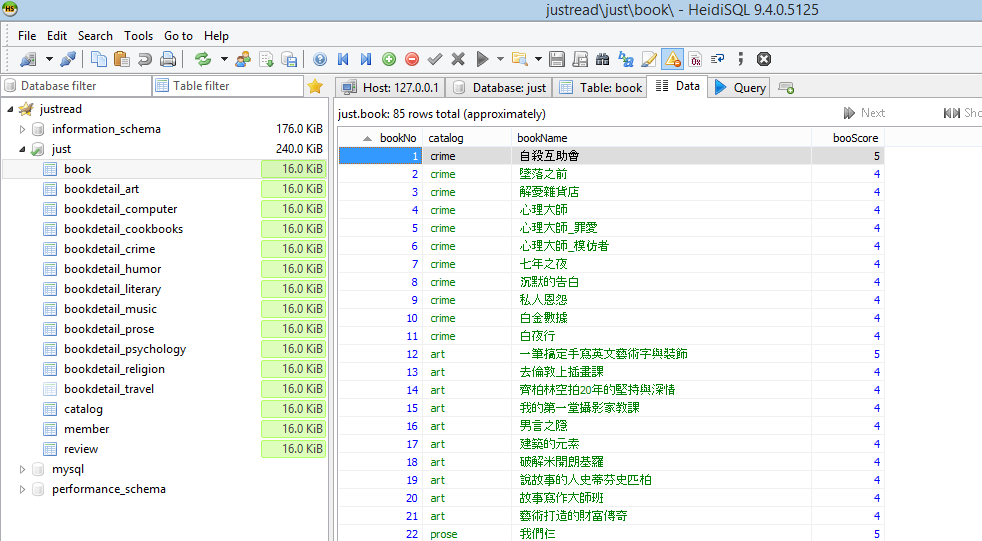 justread\just\book\ - HeidiSQL 9.4.0.5125
File Edit Search Tools Go to Help
Database filter Table filter
Host: 127.0.0.1 Database: just Table: book Data Query
justread
information_schema 176.0 KiB
just 240.0 KiB
book 16.0 KiB
bookdetail_art 16.0 KiB
bookdetail_computer 16.0 KiB
bookdetail_cookbooks 16.0 KiB
bookdetail_crime 16.0 KiB
bookdetail_humor 16.0 KiB
bookdetail_literary 16.0 KiB
bookdetail_music 16.0 KiB
bookdetail_prose 16.0 KiB
bookdetail_psychology 16.0 KiB
bookdetail_religion 16.0 KiB
bookdetail_travel 16.0 KiB
catalog 16.0 KiB
member 16.0 KiB
review 16.0 KiB
mysql
performance_schema
just.book: 85 rows total (approximately) Next Sho
bookNo catalog bookName booScore
1 crime 自殺互助會 5
2 crime 墜落之前 4
3 crime 解憂雜貨店 4
4 crime 心理大師 4
5 crime 心理大師_罪愛 4
6 crime 心理大師_模仿者 4
7 crime 七年之夜 4
8 crime 沉默的告白 4
9 crime 私人恩怨 4
10 crime 白金數據 4
11 crime 白夜行 4
12 art 一筆搞定手寫英文藝術字與裝飾 5
13 art 去倫敦上插畫課 4
14 art 齊柏林空拍20年的堅持與深情 4
15 art 我的第一堂攝影家教課 4
16 art 男言之隱 4
17 art 建築的元素 4
18 art 破解米開朗基羅 4
19 art 說故事的人史蒂芬史匹柏 4
20 art 故事寫作大師班 4
21 art 藝術打造的財富傳奇 4
22 prose 我們仨 5